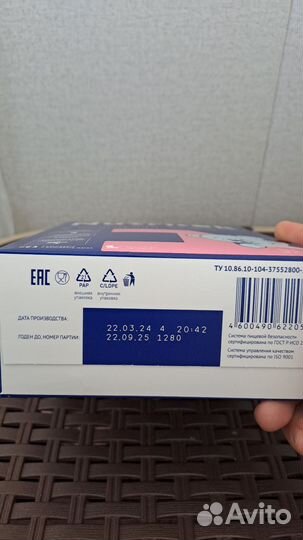 ТУ 10.86.10-104-37552800-
EAC
21
PAP
C/LDPE
внешняя упаковка
внутренняя упаковка
4 600490 62205
ДАТА ПРОИЗВОДСТВА:
22.03.24 4 20:42
ГОДЕН ДО, НОМЕР ПАРТИИ:
22.09.25 1280
Система пищевой безопасности
сертифицирована по ГОСТ Р ИСО 2
Система управления качеством
сертифицирована по ISO 9001
Avito